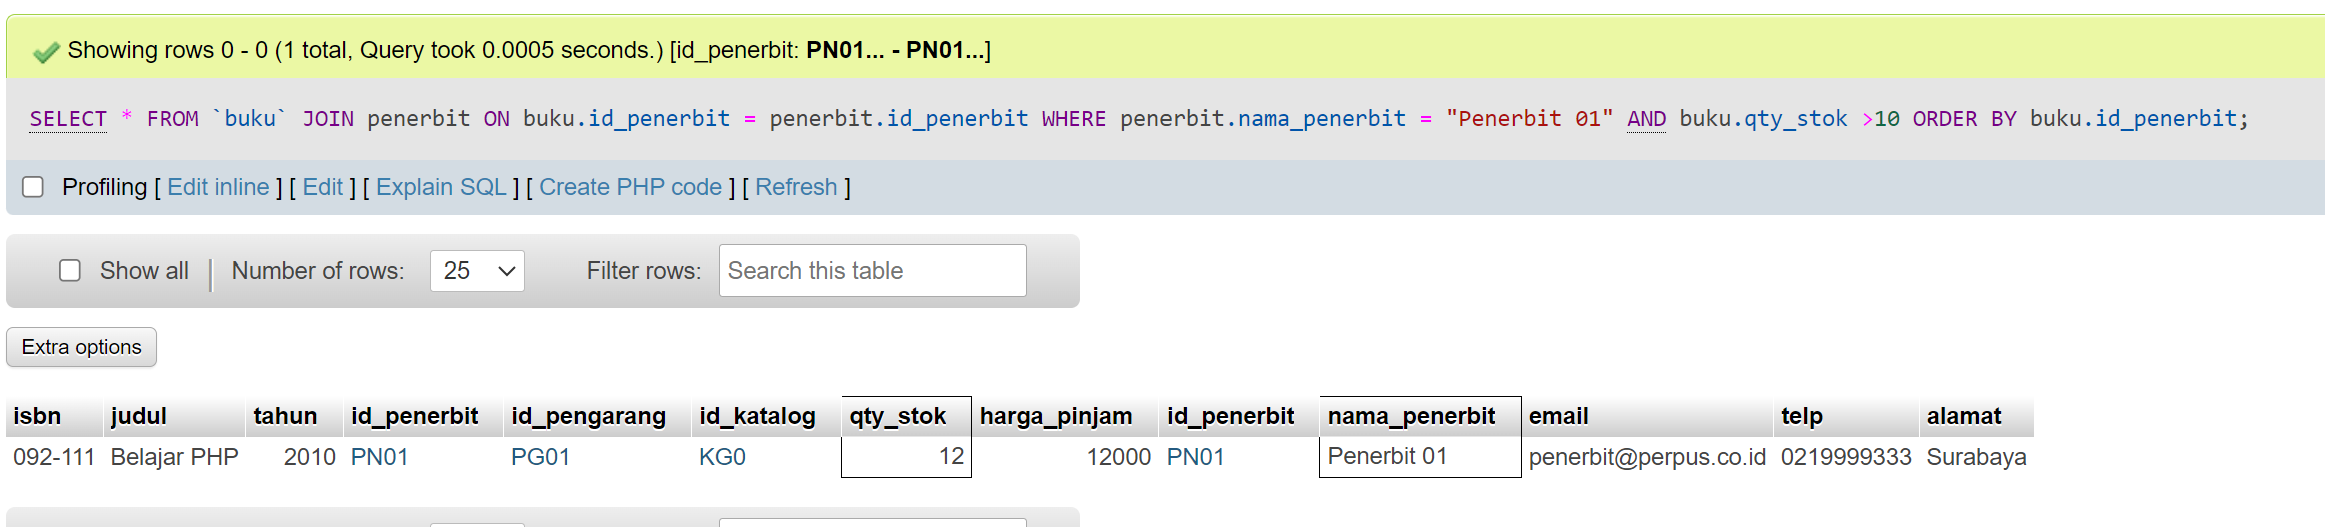 Showing rows 0 - 0 (1 total, Query took 0.0005 seconds.) [id_penerbit: PN01... - PN01...]
SELECT * FROM `buku` JOIN penerbit ON buku.id_penerbit = penerbit.id_penerbit WHERE penerbit.nama_penerbit = "Penerbit 01" AND buku.qty_stok >10 ORDER BY buku.id_penerbit;
Profiling [ Edit inline ] [ Edit ] [ Explain SQL ] [ Create PHP code ] [ Refresh ]
Show all | Number of rows: 25 Filter rows: Search this table
Extra options
isbn judul tahun id_penerbit id_pengarang id_katalog qty_stok harga_pinjam id_penerbit nama_penerbit email telp alamat
092-111 Belajar PHP 2010 PN01 PG01 KG0 12 12000 PN01 Penerbit 01 penerbit@perpus.co.id 0219999333 Surabaya